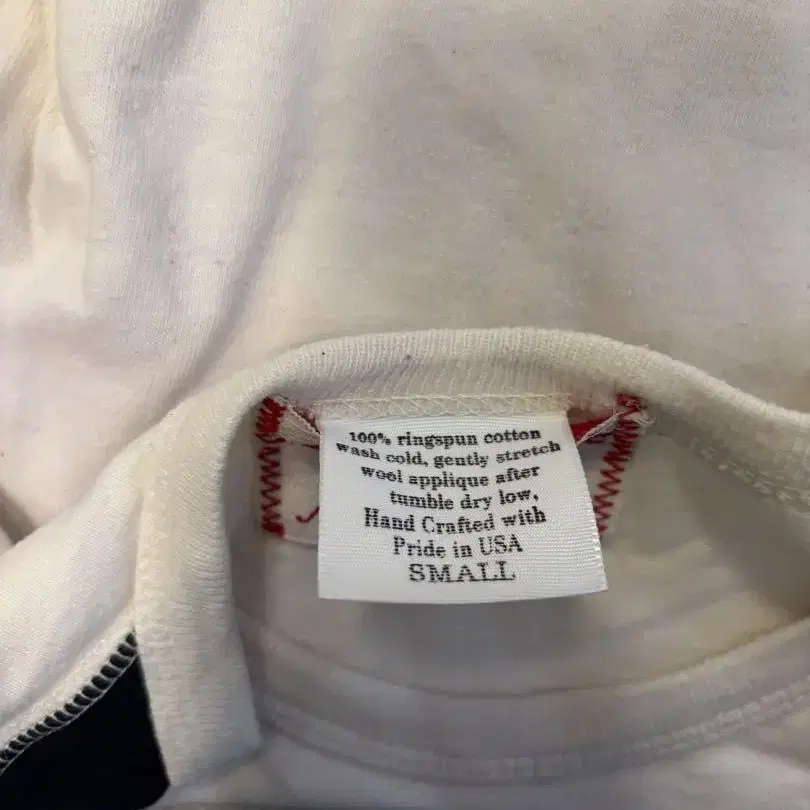 100% ringspun cotton
wash cold, gently stretch
wool applique after
tumble dry low,
Hand Crafted with
Pride in USA
SMALL